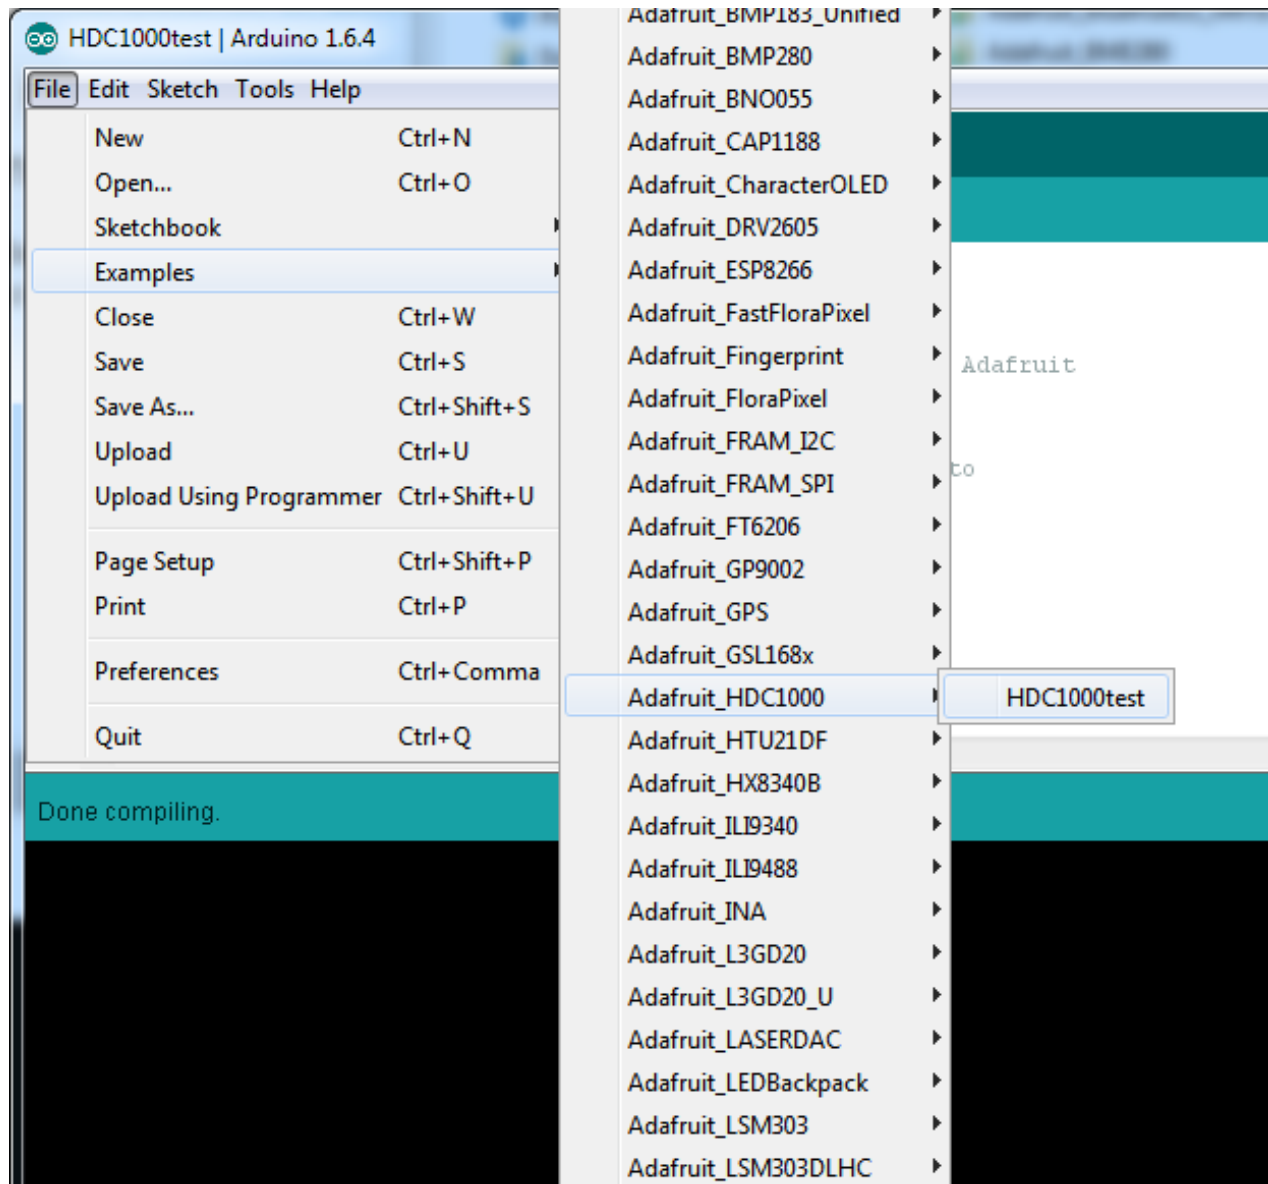 HDC1000test | Arduino 1.6.4
File Edit Sketch Tools Help
New Ctrl+N
Open... Ctrl+O
Sketchbook
Examples
Close Ctrl+W
Save Ctrl+S
Save As... Ctrl+Shift+S
Upload Ctrl+U
Upload Using Programmer Ctrl+Shift+U
Page Setup Ctrl+Shift+P
Print Ctrl+P
Preferences Ctrl+Comma
Quit Ctrl+Q
Adafruit_BMP183_Unified
Adafruit_BMP280
Adafruit_BNO055
Adafruit_CAP1188
Adafruit_CharacterOLED
Adafruit_DRV2605
Adafruit_ESP8266
Adafruit_FastFloraPixel
Adafruit_Fingerprint
Adafruit_FloraPixel
Adafruit_FRAM_I2C
Adafruit_FRAM_SPI
Adafruit_FT6206
Adafruit_GP9002
Adafruit_GPS
Adafruit_GSL168x
Adafruit_HDC1000
Adafruit_HTU21DF
Adafruit_HX8340B
Adafruit_ILI9340
Adafruit_ILI9488
Adafruit_INA
Adafruit_L3GD20
Adafruit_L3GD20_U
Adafruit_LASERDAC
Adafruit_LEDBackpack
Adafruit_LSM303
Adafruit_LSM303DLHC
HDC1000test
Adafruit
to
Done compiling.